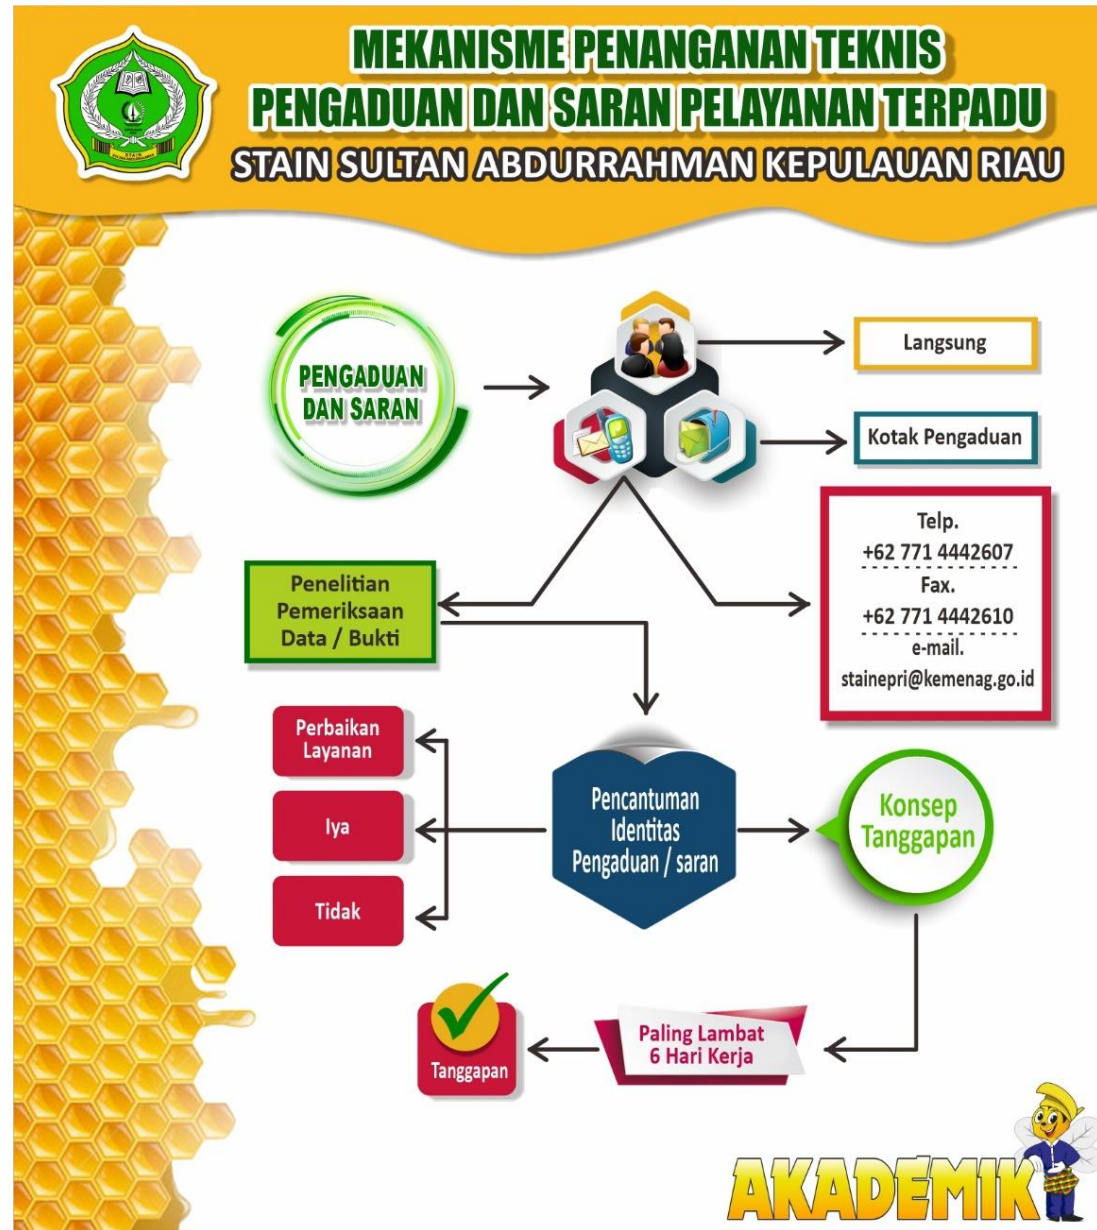 MEKANISME PENANGANAN TEKNIS
PENGADUAN DAN SARAN PELAYANAN TERPADU
STAIN SULTAN ABDURRAHMAN KEPULAUAN RIAU
PENGADUAN
DAN SARAN
Langsung
Kotak Pengaduan
Telp.
+62 771 4442607
Fax.
+62 771 4442610
e-mail.
stainepri@kemenag.go.id
Penelitian
Pemeriksaan
Data / Bukti
Perbaikan
Layanan
Iya
Tidak
Pencantuman
Identitas
Pengaduan / saran
Konsep
Tanggapan
Paling Lambat
6 Hari Kerja
Tanggapan
AKADEMIK